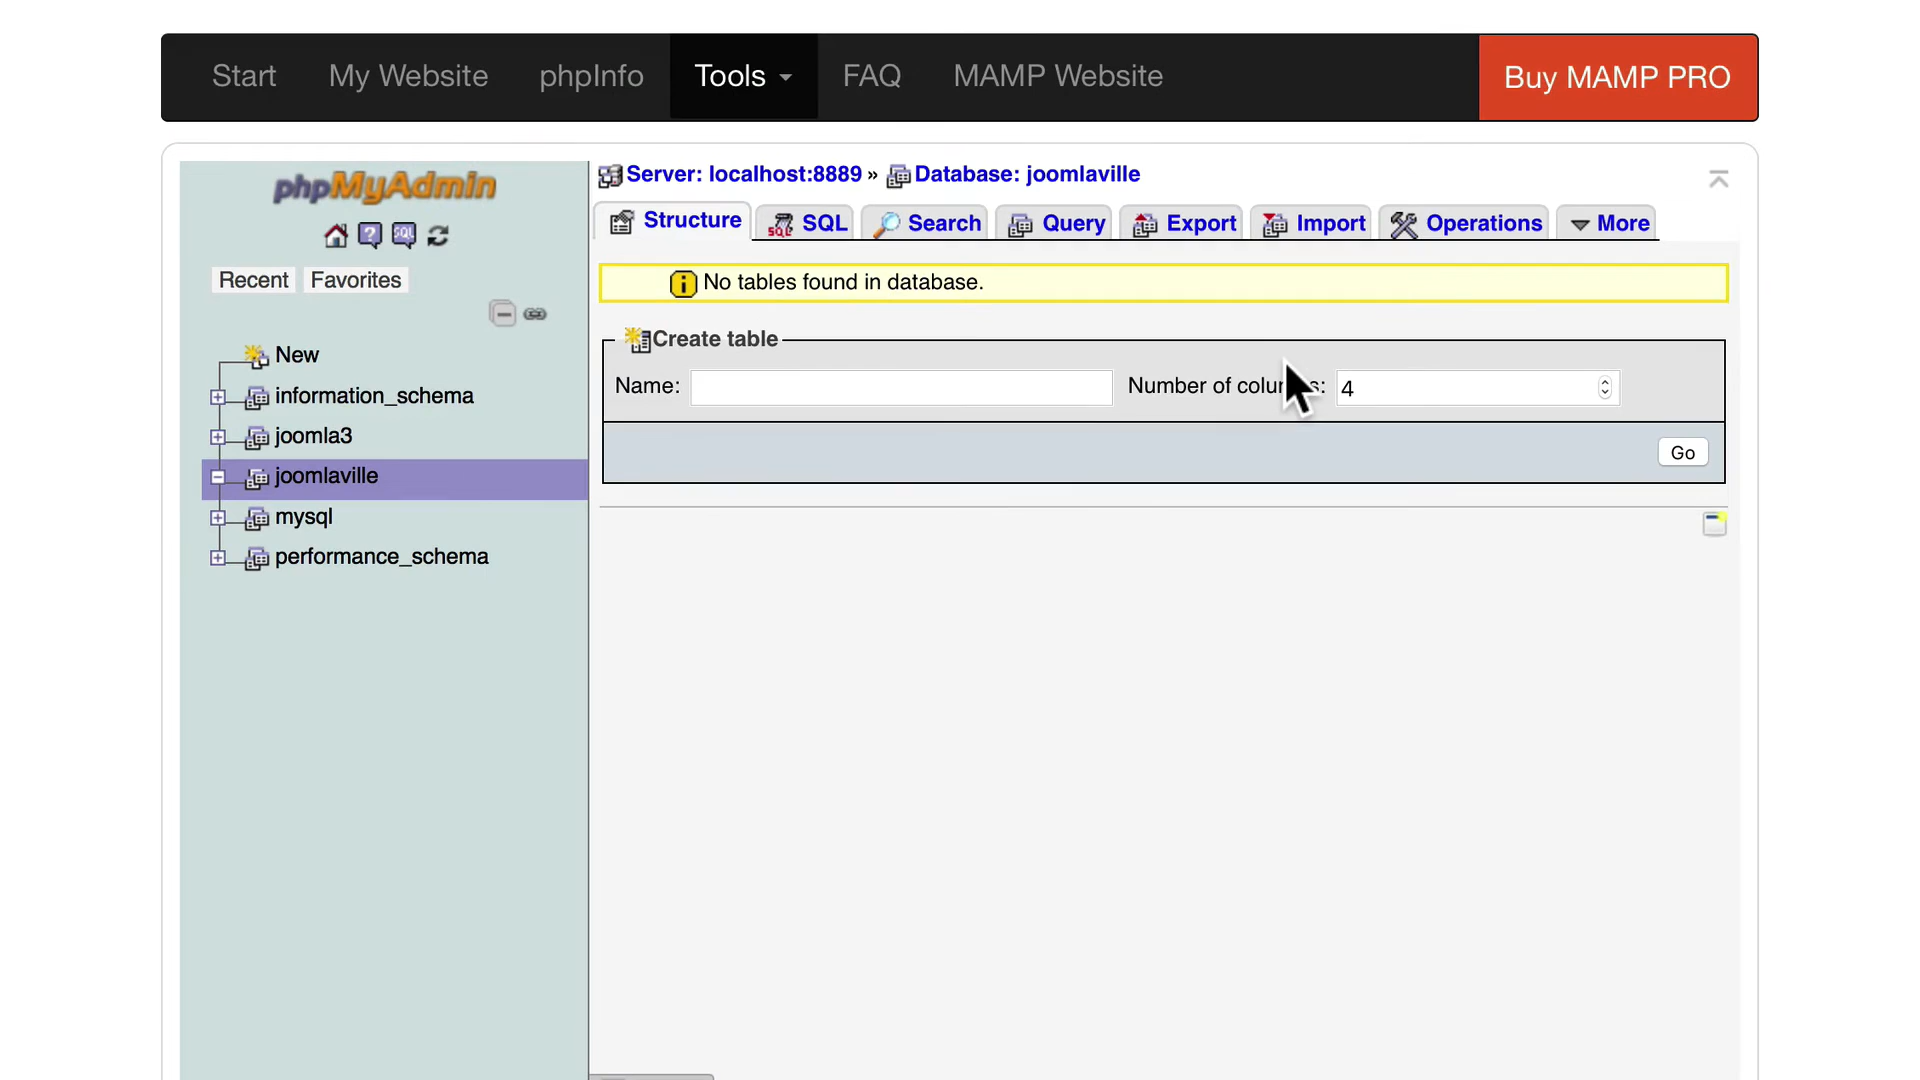 Start My Website phpInfo Tools FAQ MAMP Website Buy MAMP PRO
phpMyAdmin
Recent Favorites
New
information_schema
joomla3
joomlaville
mysql
performance_schema
Server: localhost:8889 » Database: joomlaville
Structure SQL Search Query Export Import Operations More
No tables found in database.
Create table
Name: Number of columns: 4
Go